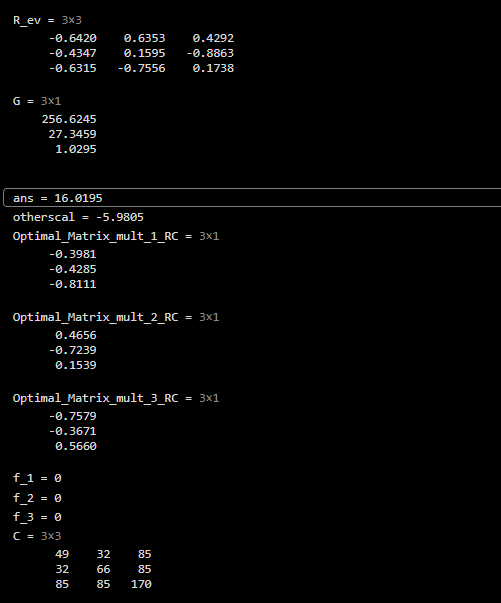 R_ev = 3×3
-0.6420 0.6353 0.4292
-0.4347 0.1595 -0.8863
-0.6315 -0.7556 0.1738
G = 3×1
256.6245
27.3459
1.0295
ans = 16.0195
otherscal = -5.9805
Optimal_Matrix_mult_1_RC = 3×1
-0.3981
-0.4285
-0.8111
Optimal_Matrix_mult_2_RC = 3×1
0.4656
-0.7239
0.1539
Optimal_Matrix_mult_3_RC = 3×1
-0.7579
-0.3671
0.5660
f_1 = 0
f_2 = 0
f_3 = 0
C = 3×3
49 32 85
32 66 85
85 85 170